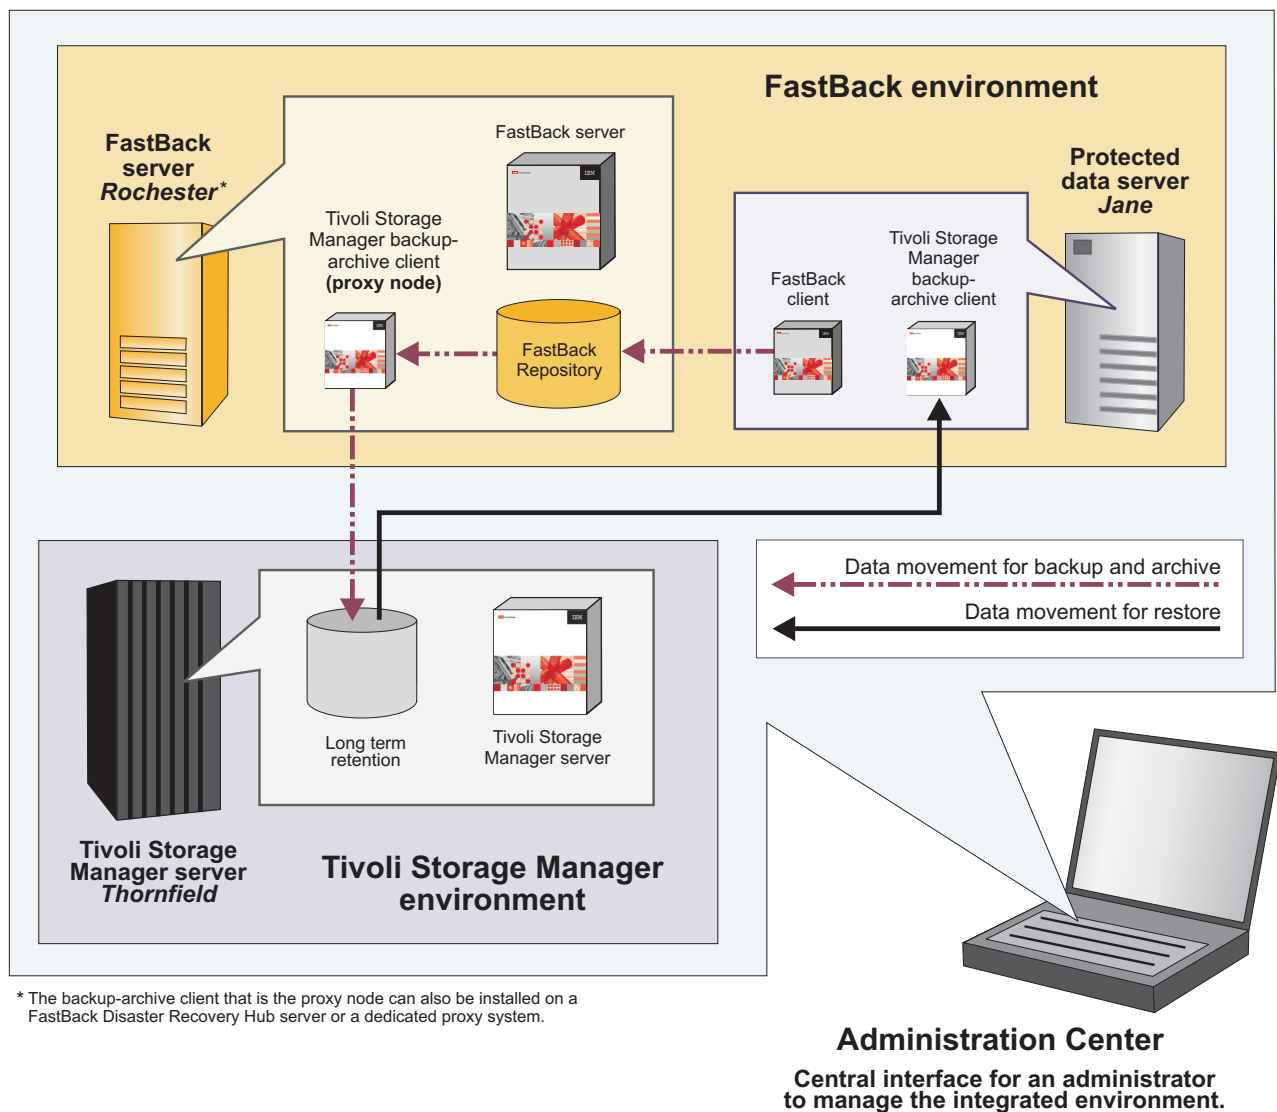 FastBack environment
FastBack
server
Rochester*
FastBack server
IBM
Tivoli Storage
Manager backup-
archive client
(proxy node)
FastBack
Repository
Protected
data server
Jane
Tivoli Storage
Manager
backup-
archive client
FastBack
client
Data movement for backup and archive
Data movement for restore
IBM
Long term
retention
Tivoli Storage
Manager server
Tivoli Storage
Manager server
Thornfield
Tivoli Storage Manager
environment
* The backup-archive client that is the proxy node can also be installed on a
FastBack Disaster Recovery Hub server or a dedicated proxy system.
Administration Center
Central interface for an administrator
to manage the integrated environment.